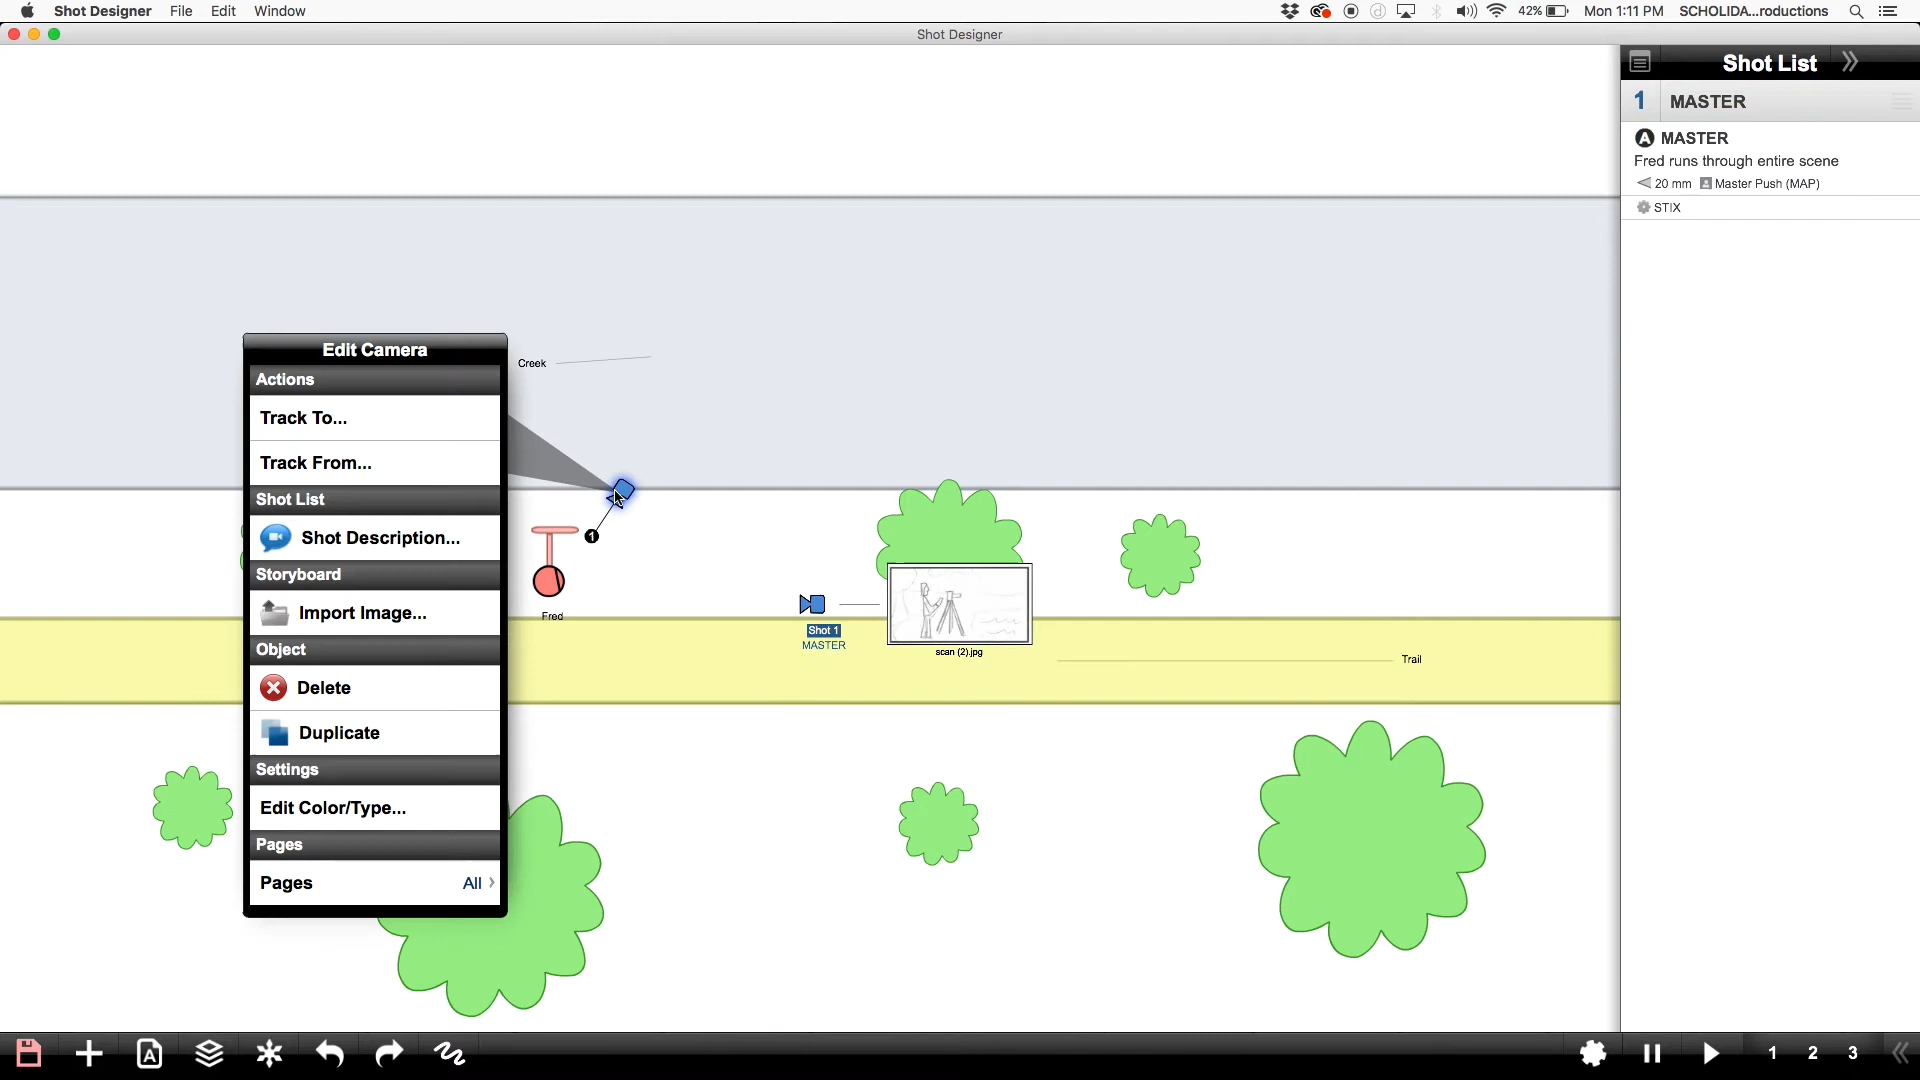 Shot Designer File Edit Window
42% Mon 1:11 PM SCHOLIDA...roductions
Shot Designer
Shot List
1 MASTER
A MASTER
Fred runs through entire scene
20 mm Master Push (MAP)
STIX
Edit Camera
Actions
Track To...
Track From...
Shot List
Shot Description...
Storyboard
Import Image...
Object
Delete
Duplicate
Settings
Edit Color/Type...
Pages
Pages All
Creek
1
Fred
Shot 1
MASTER
scan (2).jpg
Trail
A
1 2 3